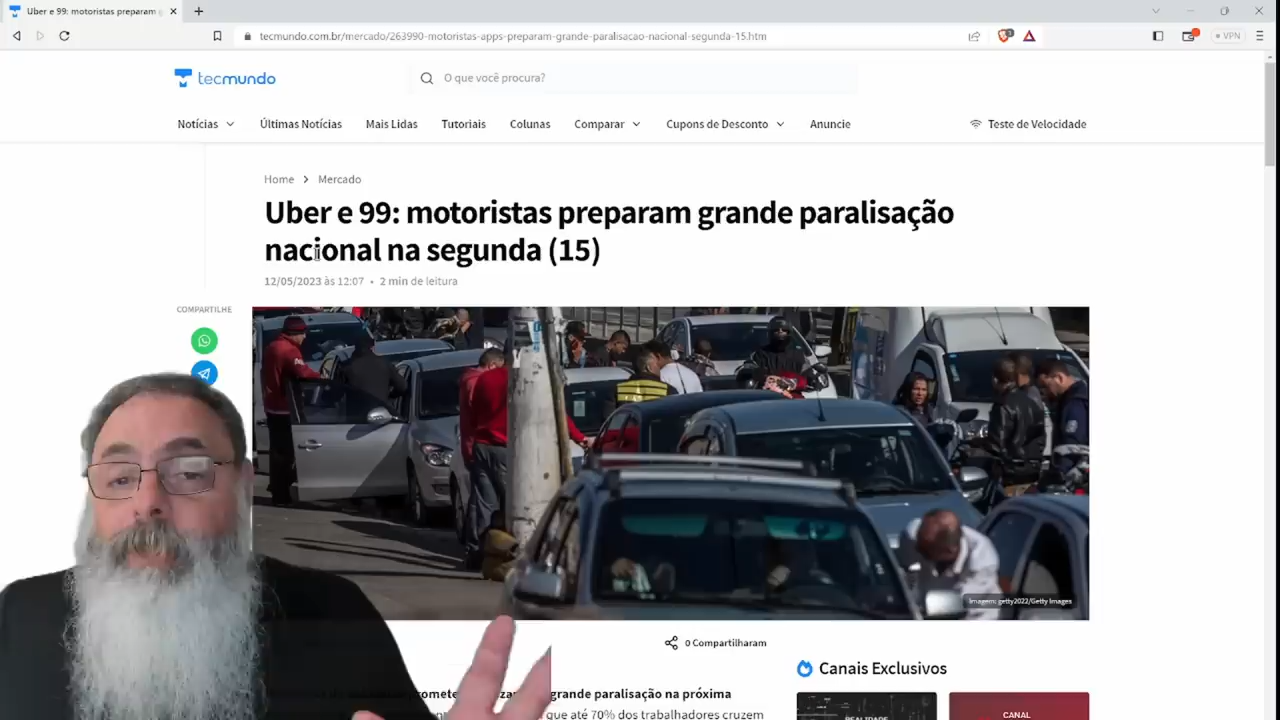 Uber e 99: motoristas preparam g
tecmundo.com.br/mercado/263990-motoristas-apps-preparam-grande-paralisacao-nacional-segunda-15.htm
VPN
tecmundo
O que você procura?
Notícias
Últimas Notícias
Mais Lidas
Tutoriais
Colunas
Comparar
Cupons de Desconto
Anuncie
Teste de Velocidade
Home > Mercado
Uber e 99: motoristas preparam grande paralisação
nacional na segunda (15)
12/05/2023 às 12:07 • 2 min de leitura
COMPARTILHE
Imagem: getty2022/Getty Images
0 Compartilharam
Canais Exclusivos
grande paralisação na próxima
que até 70% dos trabalhadores cruzem
CANAL